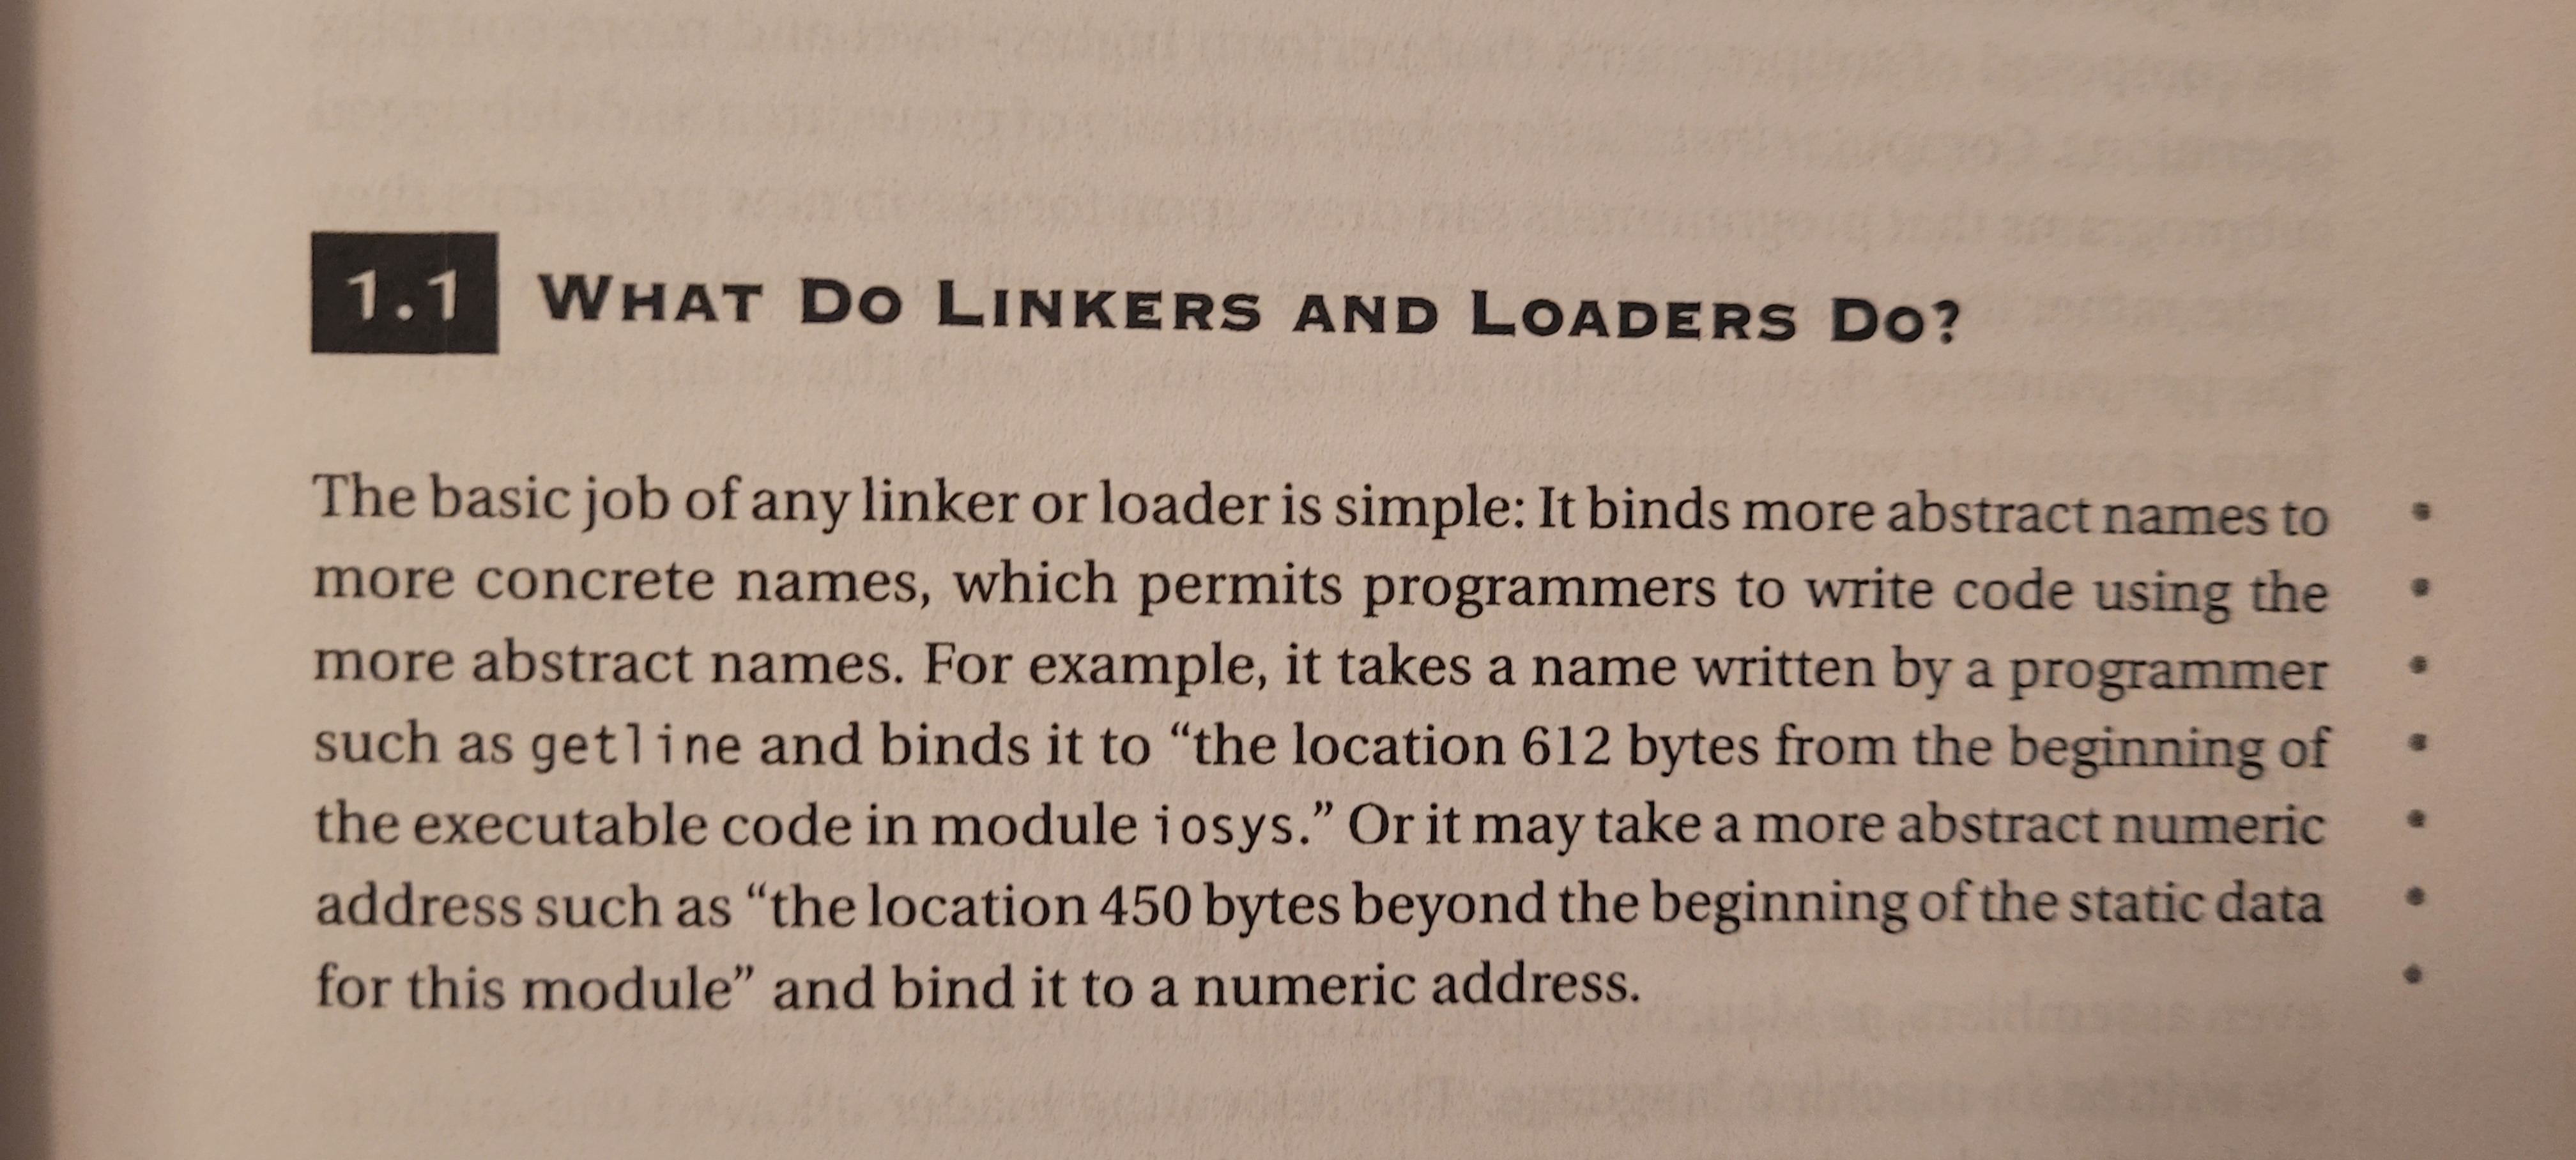 1.1 WHAT DO LINKERS AND LOADERS DO?
The basic job of any linker or loader is simple: It binds more abstract names to
more concrete names, which permits programmers to write code using the
more abstract names. For example, it takes a name written by a programmer
such as getline and binds it to “the location 612 bytes from the beginning of
the executable code in module iosys.” Or it may take a more abstract numeric
address such as “the location 450 bytes beyond the beginning of the static data
for this module” and bind it to a numeric address.